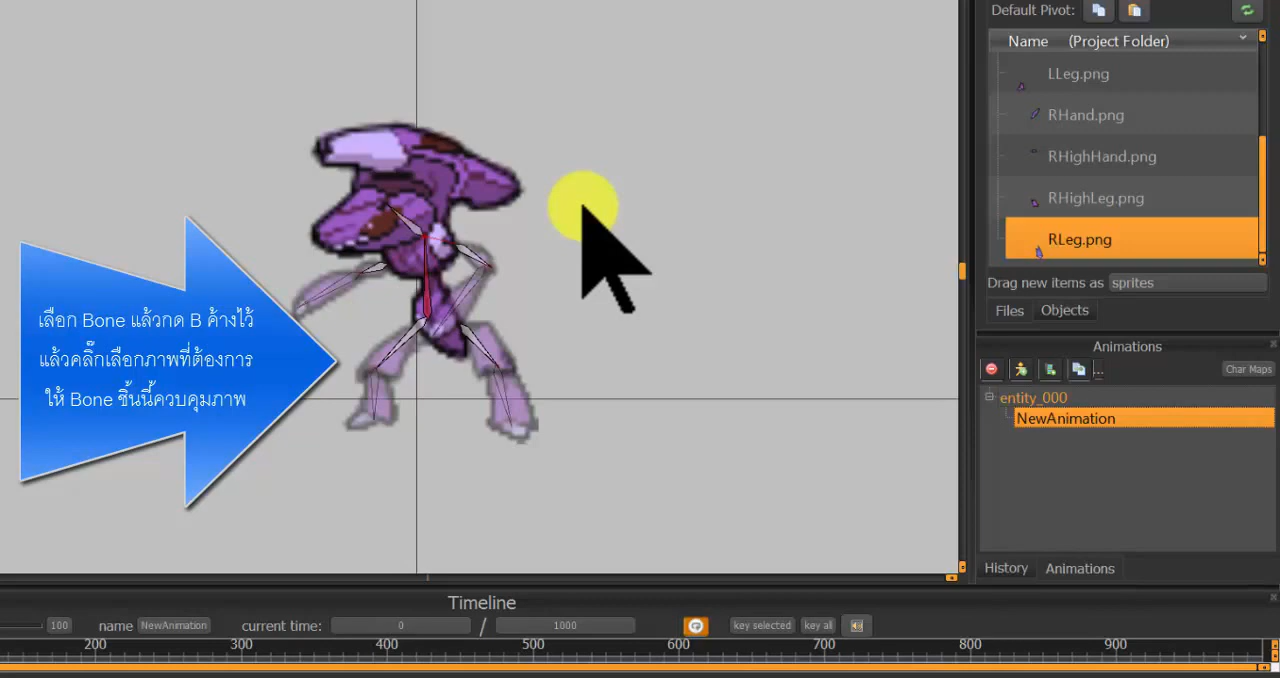 Default Pivot:
Name (Project Folder)
LLeg.png
RHand.png
RHighHand.png
RHighLeg.png
RLeg.png
Drag new items as sprites
Files Objects
Animations
... Char Maps
entity_000
NewAnimation
History Animations
เลือก Bone แล้วกด B ค้างไว้
แล้วคลิ๊กเลือกภาพที่ต้องการ
ให้ Bone ชิ้นนี้ควบคุมภาพ
Timeline
100 name NewAnimation current time: 0 / 1000 key selected key all
200 300 400 500 600 700 800 900